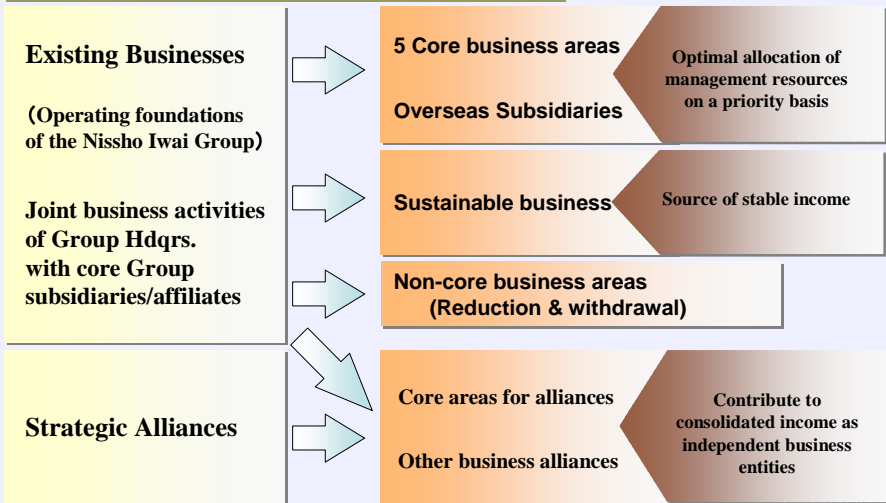 Existing Businesses
(Operating foundations
of the Nissho Iwai Group)
Joint business activities
of Group Hdqrs.
with core Group
subsidiaries/affiliates
5 Core business areas
Overseas Subsidiaries
Optimal allocation of
management resources
on a priority basis
Sustainable business
Source of stable income
Non-core business areas
(Reduction & withdrawal)
Strategic Alliances
Core areas for alliances
Other business alliances
Contribute to
consolidated income as
independent business
entities